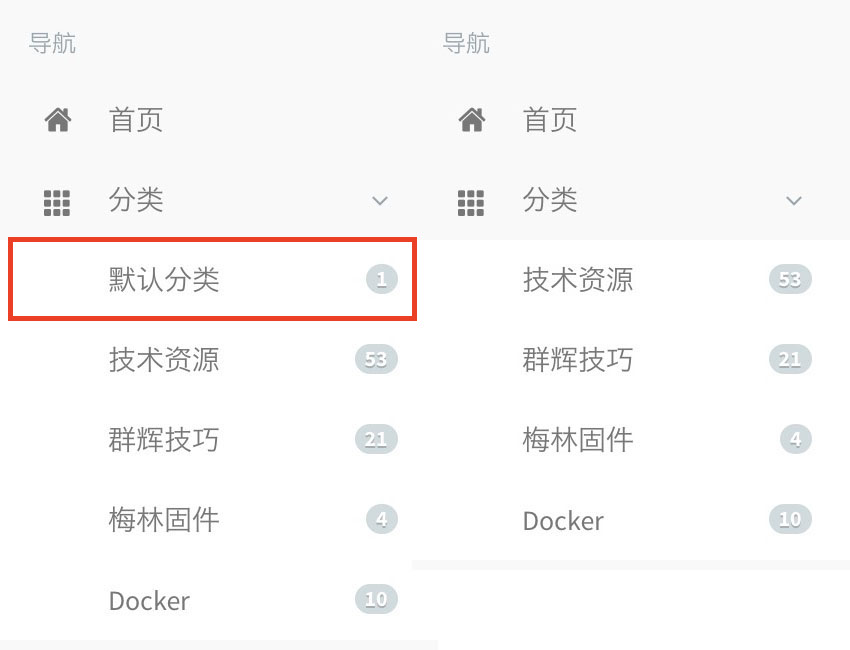 导航
首页
分类
默认分类 1
技术资源 53
群辉技巧 21
梅林固件 4
Docker 10
导航
首页
分类
技术资源 53
群辉技巧 21
梅林固件 4
Docker 10